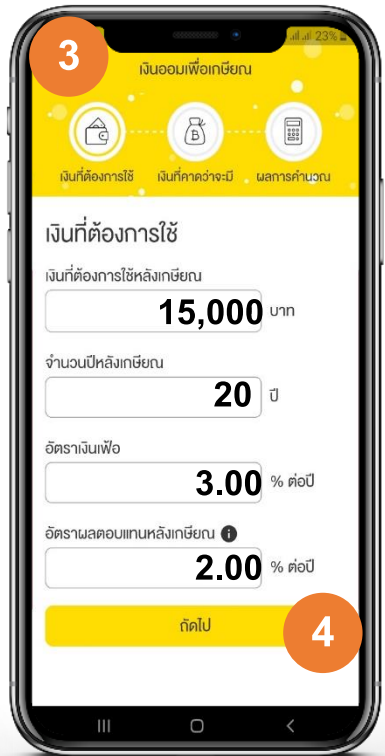 3
23%
เงินออมเพื่อเกษียณ
เงินที่ต้องการใช้ เงินที่คาดว่าจะมี ผลการคำนวณ
เงินที่ต้องการใช้
เงินที่ต้องการใช้หลังเกษียณ
15,000 บาท
จำนวนปีหลังเกษียณ
20 ปี
อัตราเงินเฟ้อ
3.00 % ต่อปี
อัตราผลตอบแทนหลังเกษียณ i
2.00 % ต่อปี
ถัดไป
4